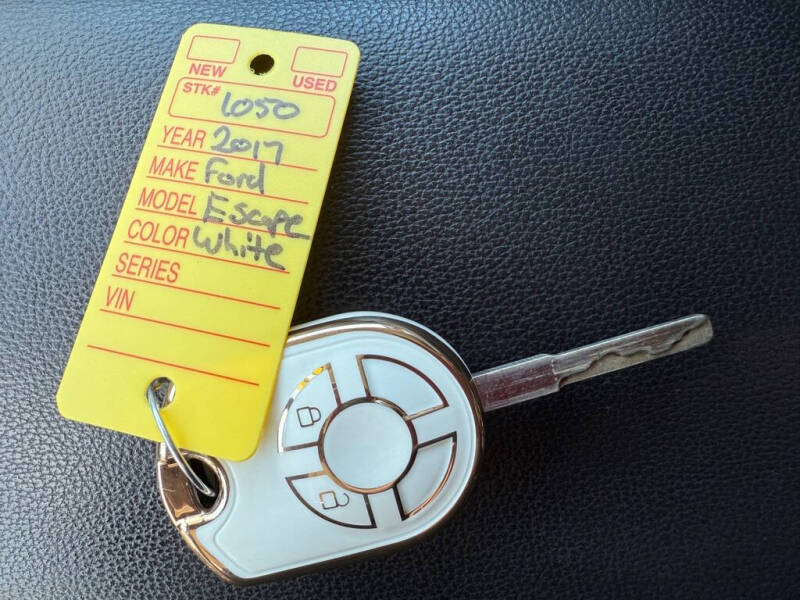 NEW USED
STK# 1050
YEAR 2017
MAKE Ford
MODEL Escape
COLOR White
SERIES
VIN